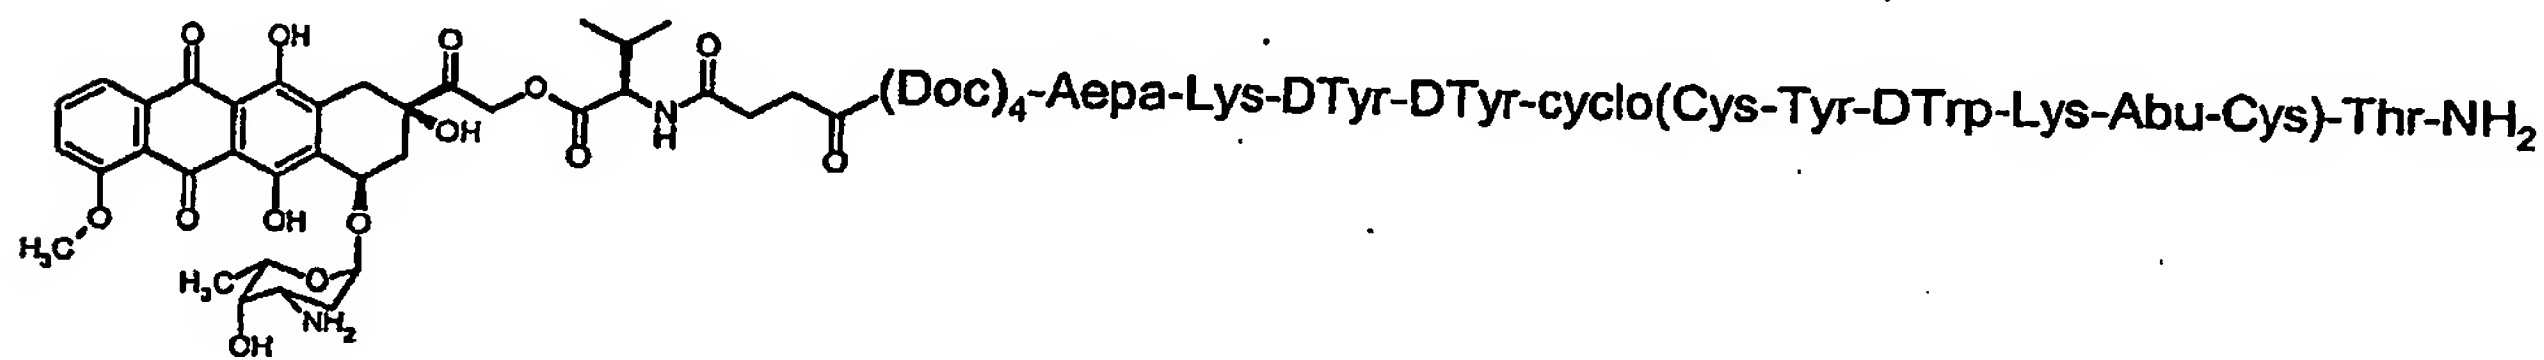 O
OH
O
O
O
(Doc)₄-Aepa-Lys-DTyr-DTyr-cyclo(Cys-Tyr-DTrp-Lys-Abu-Cys)-Thr-NH₂
OH
O
N
H
O
O
O
OH
O
H₃C
O
H₃C
O
NH₂
OH